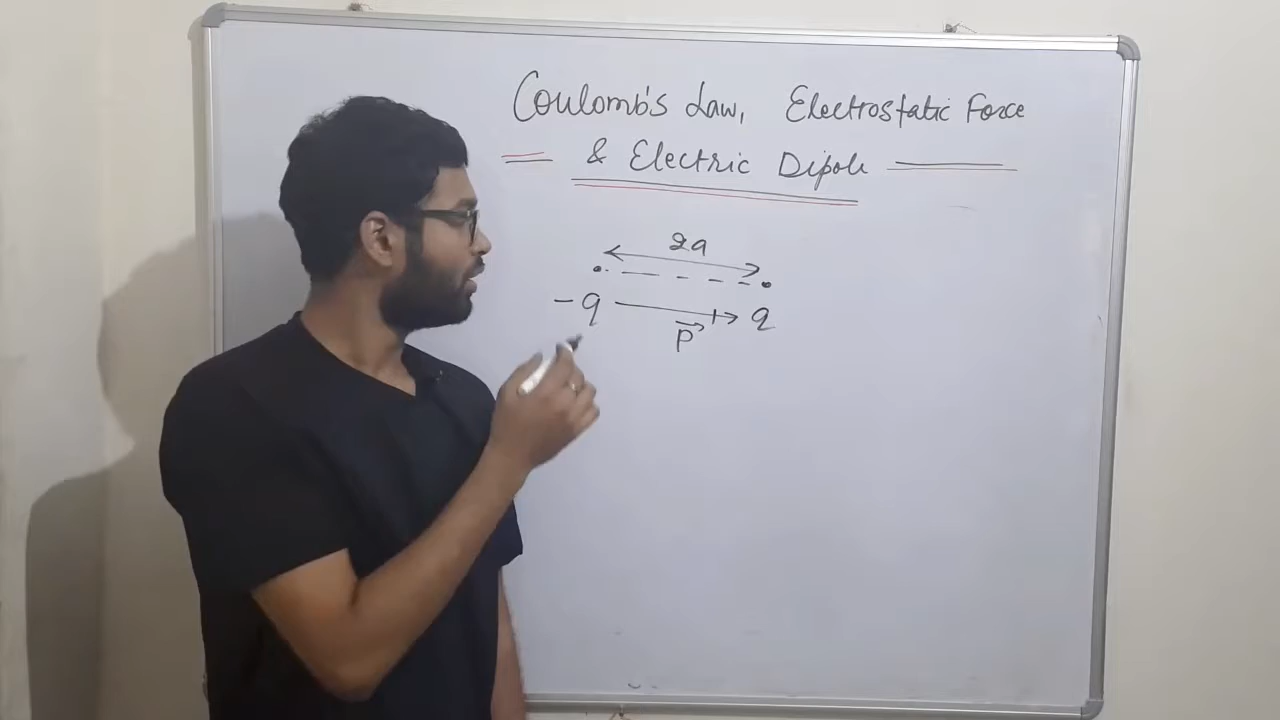 Coulomb's Law, Electrostatic Force
& Electric Dipole
2a
-q q
p